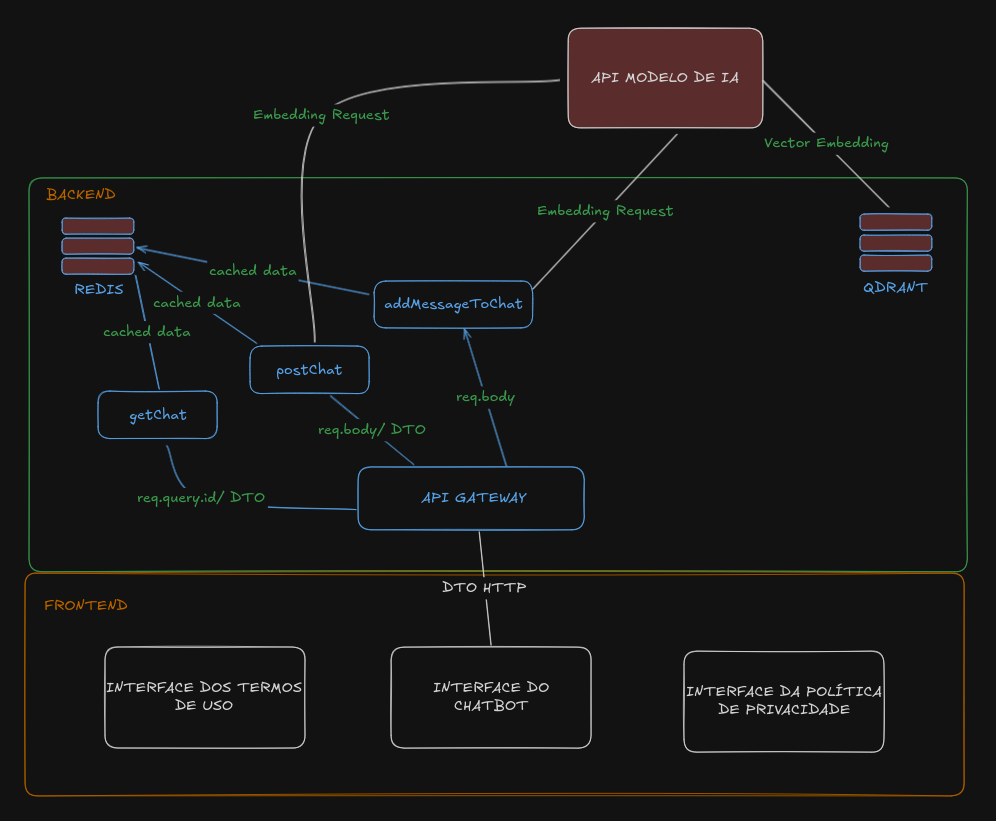 API MODELO DE IA
Embedding Request
Vector Embedding
BACKEND
Embedding Request
cached data
REDIS
QDRANT
cached data
addMessageToChat
cached data
postChat
req.body
getChat
req.body/ DTO
req.query.id/ DTO
API GATEWAY
DTO HTTP
FRONTEND
INTERFACE DOS TERMOS
DE USO
INTERFACE DO
CHATBOT
INTERFACE DA POLÍTICA
DE PRIVACIDADE